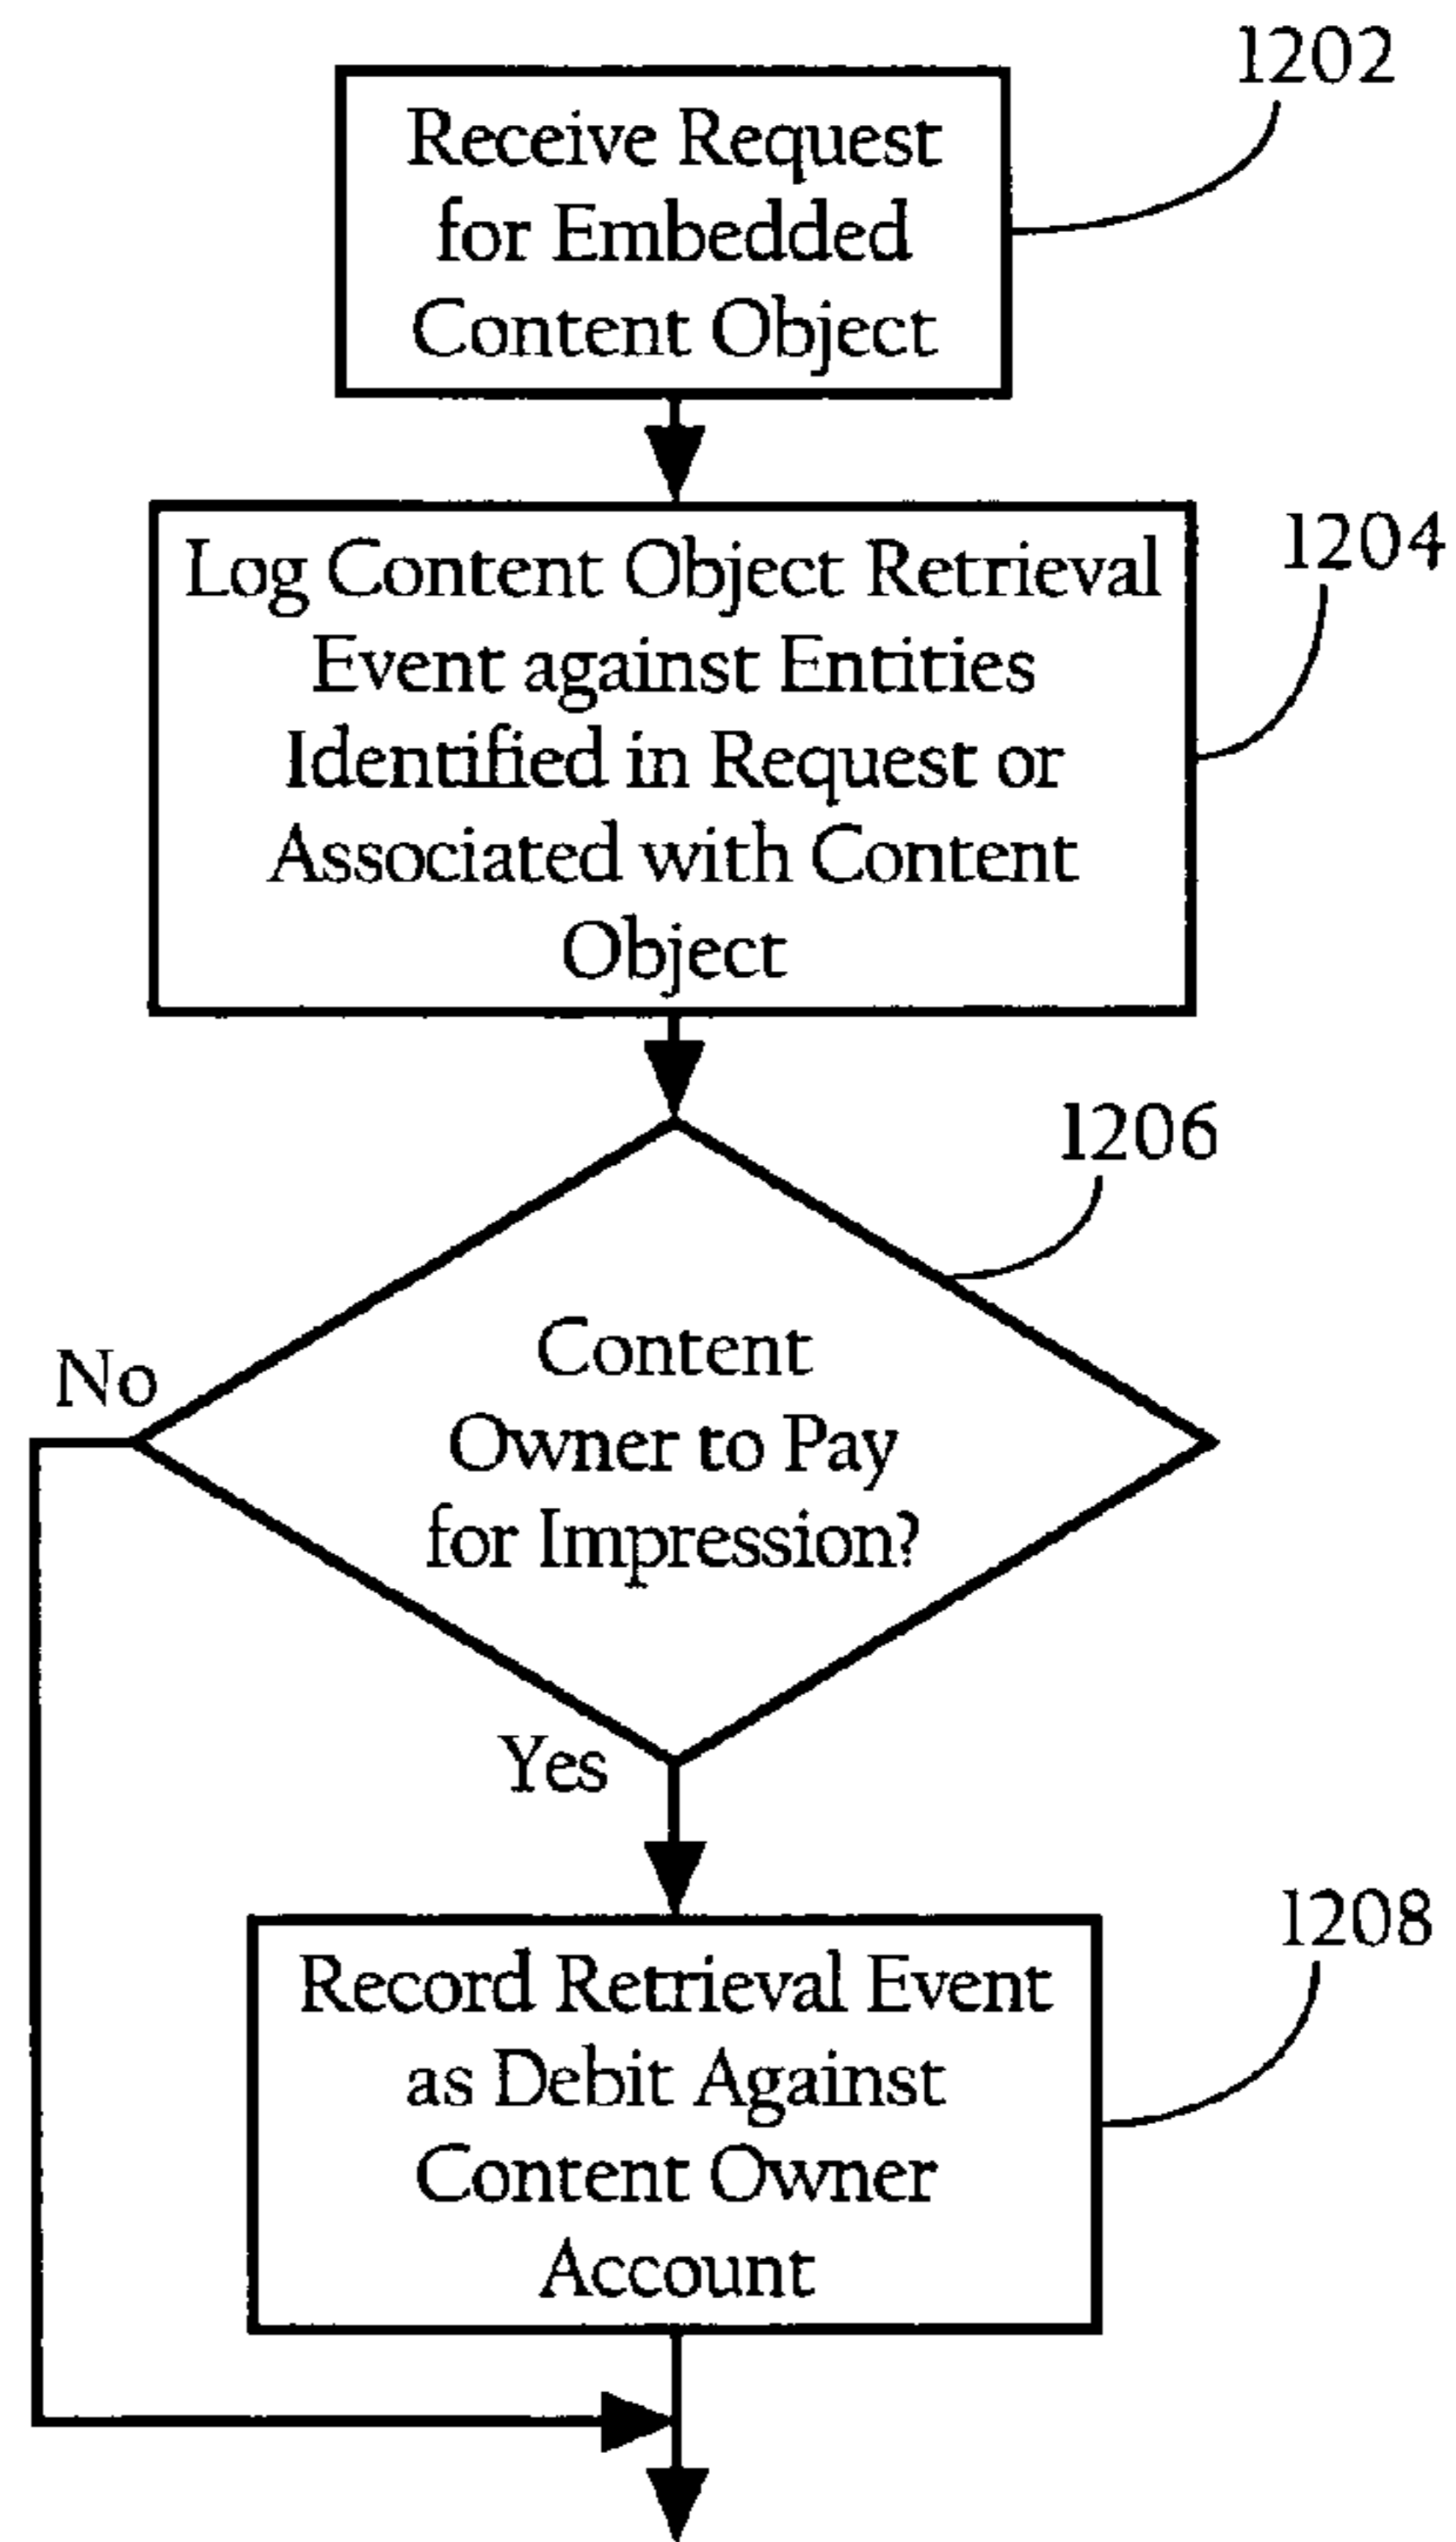 1202
Receive Request
for Embedded
Content Object
1204
Log Content Object Retrieval
Event against Entities
Identified in Request or
Associated with Content
Object
1206
Content
Owner to Pay
for Impression?
No
Yes
1208
Record Retrieval Event
as Debit Against
Content Owner
Account